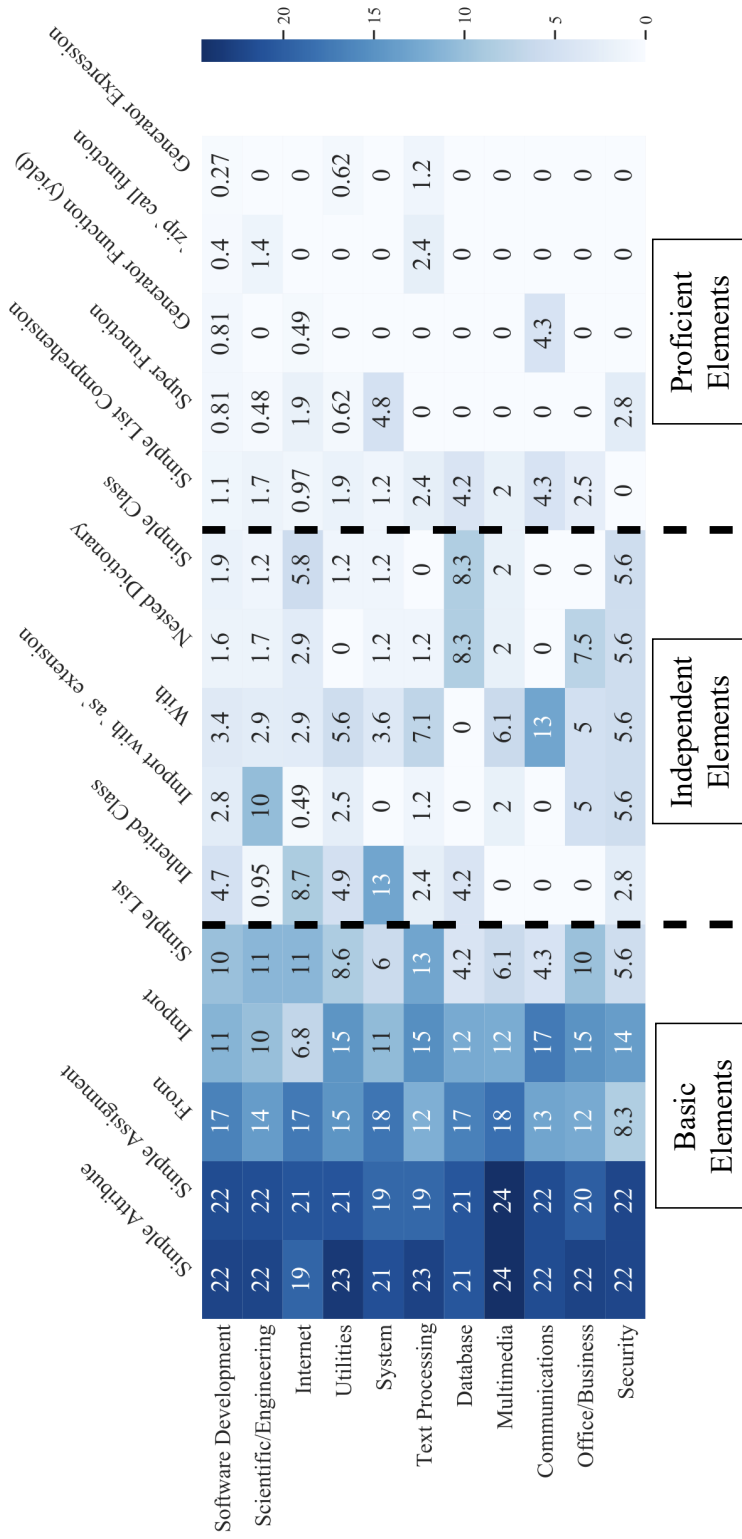 Simple Attribute
Simple Assignment
From
Import
Simple List
Inherited Class
Import with `as` extension
With
Nested Dictionary
Simple Class
Simple List Comprehension
Super Function
Generator Function (yield)
`zip` call function
Generator Expression
Software Development 22 22 17 11 10 4.7 2.8 3.4 1.6 1.9 1.1 0.81 0.81 0.4 0.27
Scientific/Engineering 22 22 14 10 11 0.95 10 2.9 1.7 1.2 1.7 0.48 0 1.4 0
Internet 19 21 17 6.8 11 8.7 0.49 2.9 2.9 5.8 0.97 1.9 0.49 0 0
Utilities 23 21 15 15 8.6 4.9 2.5 5.6 0 1.2 1.9 0.62 0 0 0.62
System 21 19 18 11 6 13 0 3.6 1.2 1.2 1.2 4.8 0 0 0
Text Processing 23 19 12 15 13 2.4 1.2 7.1 1.2 0 2.4 0 0 2.4 1.2
Database 21 21 17 12 4.2 4.2 0 0 8.3 8.3 4.2 0 0 0 0
Multimedia 24 24 18 12 6.1 0 2 6.1 2 2 2 0 0 0 0
Communications 22 22 13 17 4.3 0 0 13 0 0 4.3 0 4.3 0 0
Office/Business 22 20 12 15 10 0 5 5 7.5 0 2.5 0 0 0 0
Security 22 22 8.3 14 5.6 2.8 5.6 5.6 5.6 5.6 0 2.8 0 0 0
20
15
10
5
0
Basic
Elements
Independent
Elements
Proficient
Elements